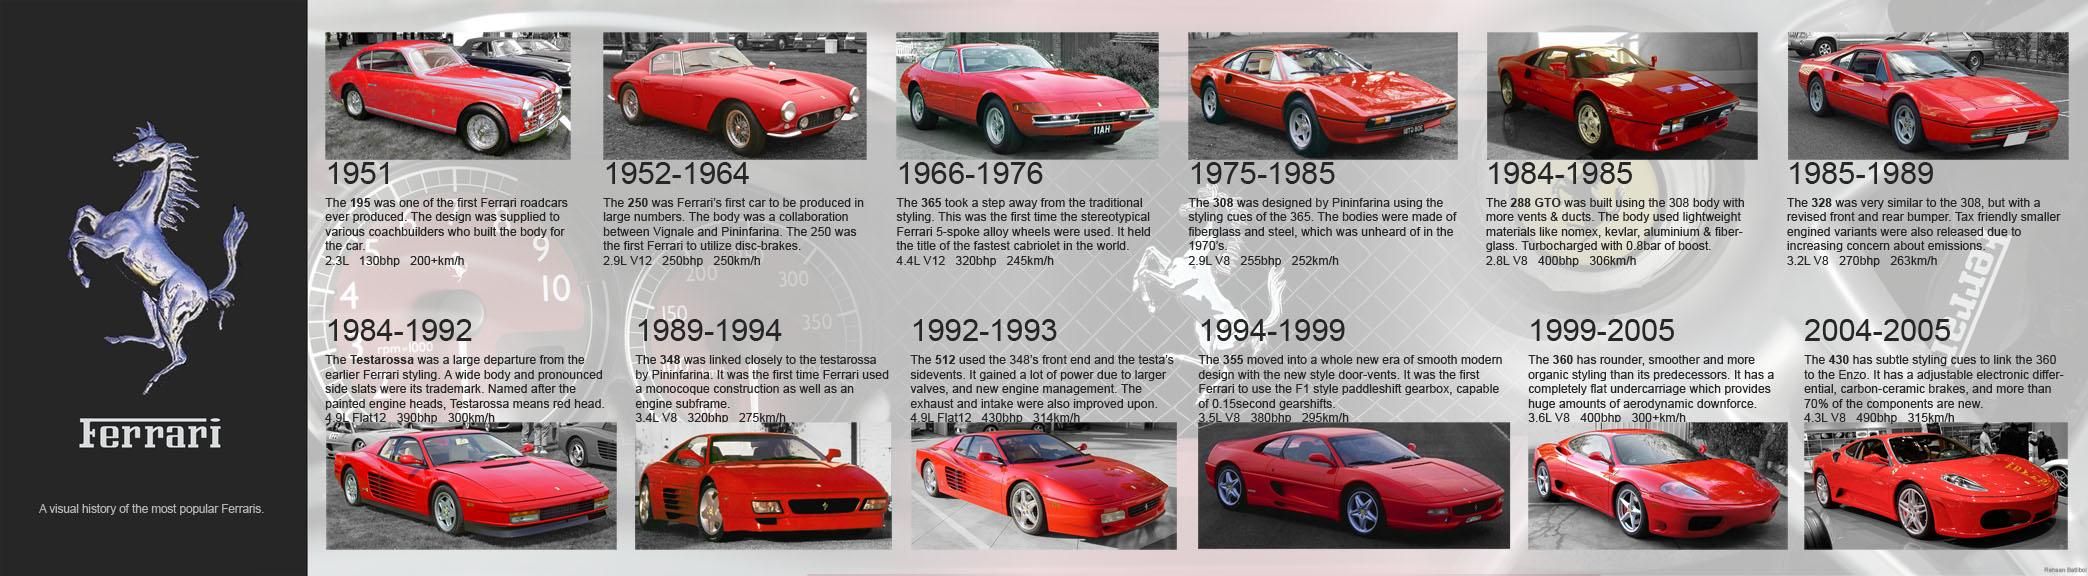 Ferrari
A visual history of the most popular Ferraris.
1951
The 195 was one of the first Ferrari roadcars
ever produced. The design was supplied to
various coachbuilders who built the body for
the car.
2.3L 130bhp 200+km/h
1952-1964
The 250 was Ferrari's first car to be produced in
large numbers. The body was a collaboration
between Vignale and Pininfarina. The 250 was
the first Ferrari to utilize disc-brakes.
2.9L V12 250bhp 250km/h
1966-1976
The 365 took a step away from the traditional
styling. This was the first time the stereotypical
Ferrari 5-spoke alloy wheels were used. It held
the title of the fastest cabriolet in the world.
4.4L V12 320bhp 245km/h
11AH
1975-1985
The 308 was designed by Pininfarina using the
styling cues of the 365. The bodies were made of
fiberglass and steel, which was unheard of in the
1970's.
2.9L V8 255bhp 252km/h
1984-1985
The 288 GTO was built using the 308 body with
more vents & ducts. The body used lightweight
materials like nomex, kevlar, aluminium & fiber-
glass. Turbocharged with 0.8bar of boost.
2.8L V8 400bhp 306km/h
1985-1989
The 328 was very similar to the 308, but with a
revised front and rear bumper. Tax friendly smaller
engined variants were also released due to
increasing concern about emissions.
3.2L V8 270bhp 263km/h
1984-1992
The Testarossa was a large departure from the
earlier Ferrari styling. A wide body and pronounced
side slats were its trademark. Named after the
painted engine heads, Testarossa means red head.
4.9L Flat12 390bhp 300km/h
1989-1994
The 348 was linked closely to the testarossa
by Pininfarina. It was the first time Ferrari used
a monocoque construction as well as an
engine subframe.
3.4L V8 320bhp 275km/h
1992-1993
The 512 used the 348's front end and the testa's
sidevents. It gained a lot of power due to larger
valves, and new engine management. The
exhaust and intake were also improved upon.
4.9L Flat12 430bhp 314km/h
1994-1999
The 355 moved into a whole new era of smooth modern
design with the new style door-vents. It was the first
Ferrari to use the F1 style paddleshift gearbox, capable
of 0.15second gearshifts.
3.5L V8 380bhp 295km/h
1999-2005
The 360 has rounder, smoother and more
organic styling than its predecessors. It has a
completely flat undercarriage which provides
huge amounts of aerodynamic downforce.
3.6L V8 400bhp 300+km/h
2004-2005
The 430 has subtle styling cues to link the 360
to the Enzo. It has a adjustable electronic differ-
ential, carbon-ceramic brakes, and more than
70% of the components are new.
4.3L V8 490bhp 315km/h
3
4
5
9
10
rpm×1000
150
200
300
350
Ferrari